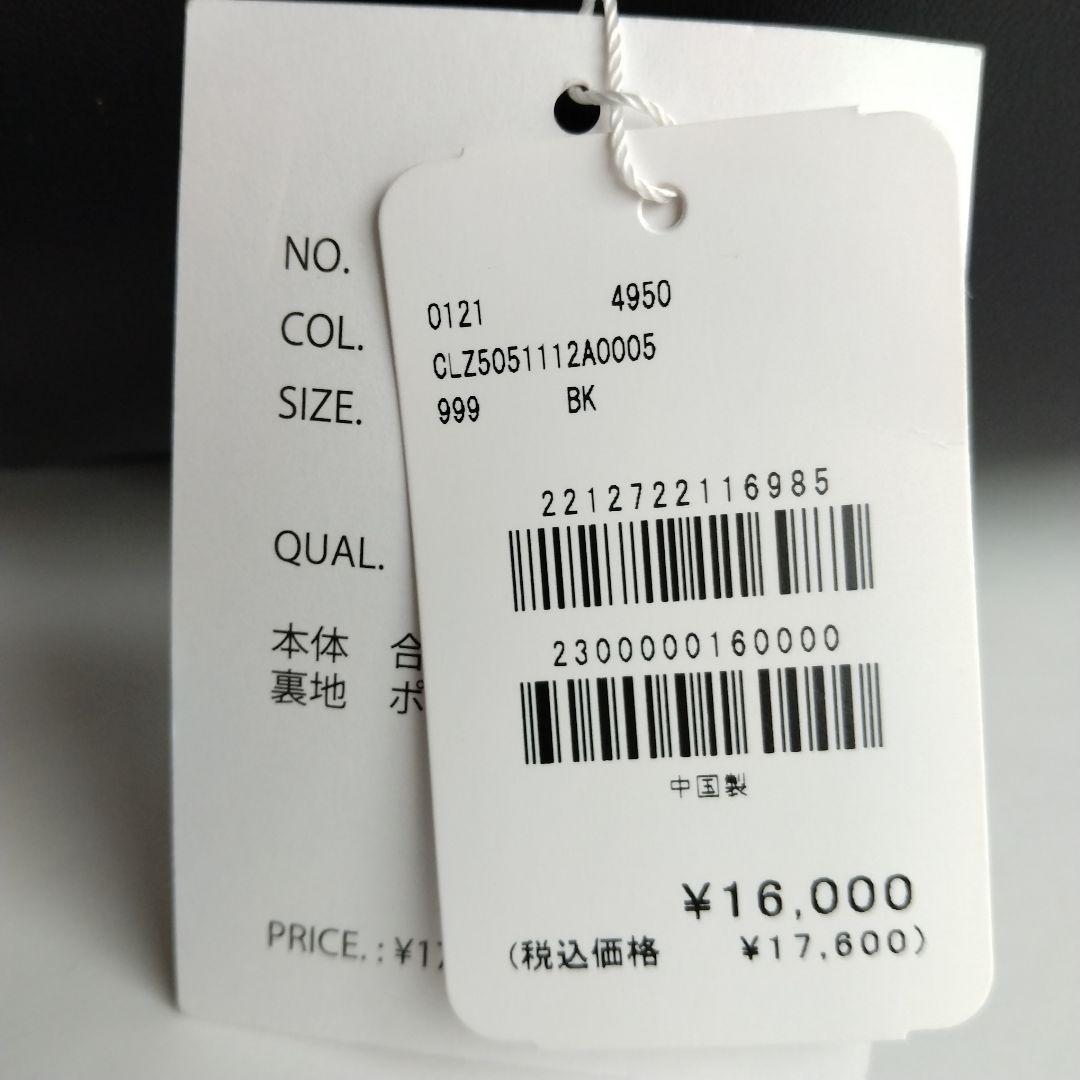 NO.
COL.
SIZE.
QUAL.
本体 合
裏地 ポ
PRICE. : ¥17
0121 4950
CLZ5051112A0005
999 BK
2212722116985
2300000160000
中国製
¥16,000
(税込価格 ¥17,600)